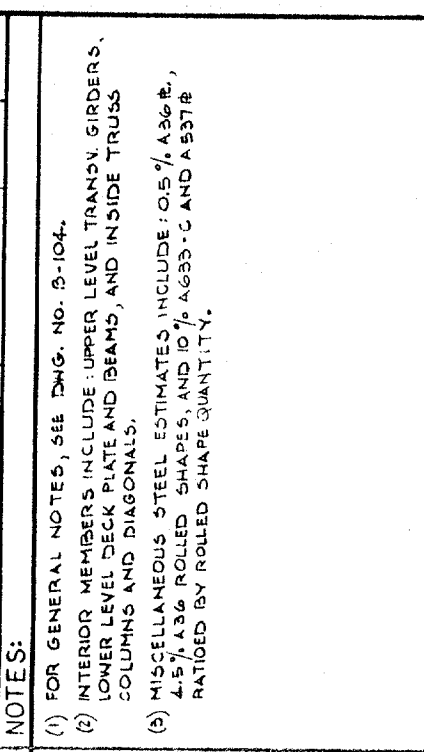 NOTES:
(1) FOR GENERAL NOTES, SEE DWG. NO. B-104.
(2) INTERIOR MEMBERS INCLUDE: UPPER LEVEL TRANSV. GIRDERS,
LOWER LEVEL DECK PLATE AND BEAMS, AND INSIDE TRUSS
COLUMNS AND DIAGONALS.
(3) MISCELLANEOUS STEEL ESTIMATES INCLUDE: 0.5% A36 ℄.,
4.5% A36 ROLLED SHAPES, AND 10% A633-C AND A537 ℄
RATIOED BY ROLLED SHAPE QUANTITY.